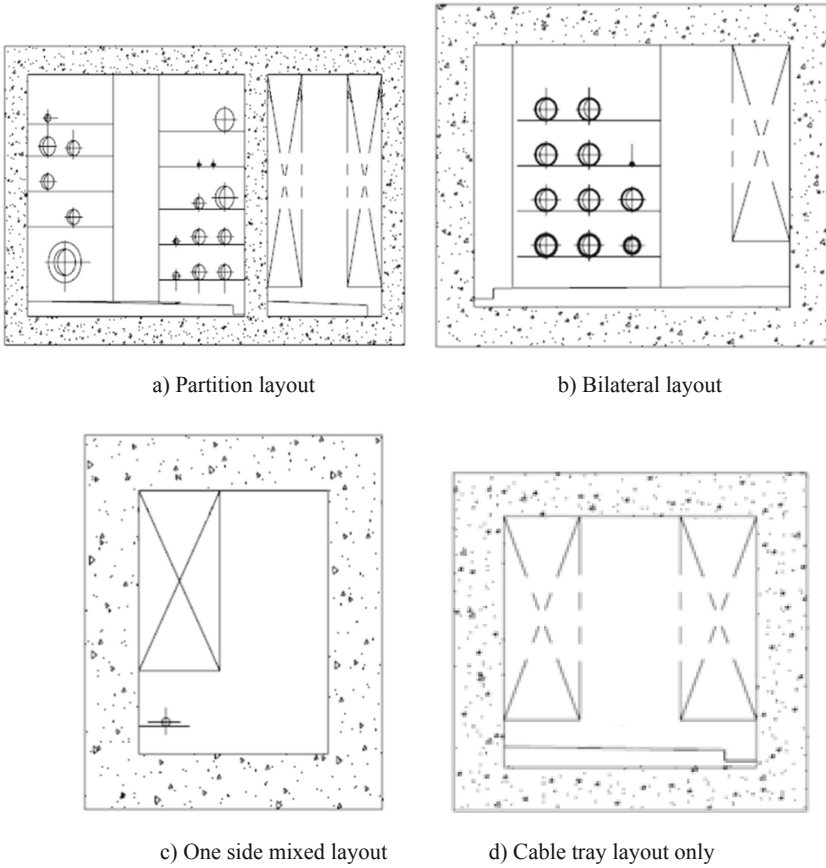 a) Partition layout
b) Bilateral layout
c) One side mixed layout
d) Cable tray layout only